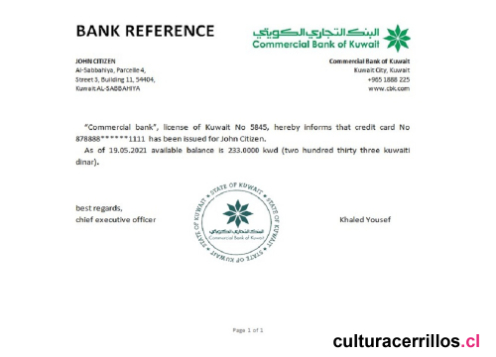 BANK REFERENCE
البنك التجاري الكويتي
Commercial Bank of Kuwait
JOHN CITIZEN
Al-Sabbahiya, Parcelle 4,
Street 3, Building 11, 54404,
Kuwait AL-SABBAHIYA
Commercial Bank of Kuwait
Kuwait City, Kuwait
+965 1888 225
www.cbk.com
"Commercial bank", license of Kuwait No 5845, hereby informs that credit card No
878888******1111 has been issued for John Citizen.
As of 19.05.2021 available balance is 233.0000 kwd (two hundred thirty three kuwaiti
dinar).
best regards,
chief executive officer
STATE OF KUWAIT • STATE OF KUWAIT • STATE OF KUWAIT • STATE OF KUWAIT
البنك التجاري الكويتي
Commercial Bank of Kuwait
Khaled Yousef
Page 1 of 1
culturacerrillos.cl